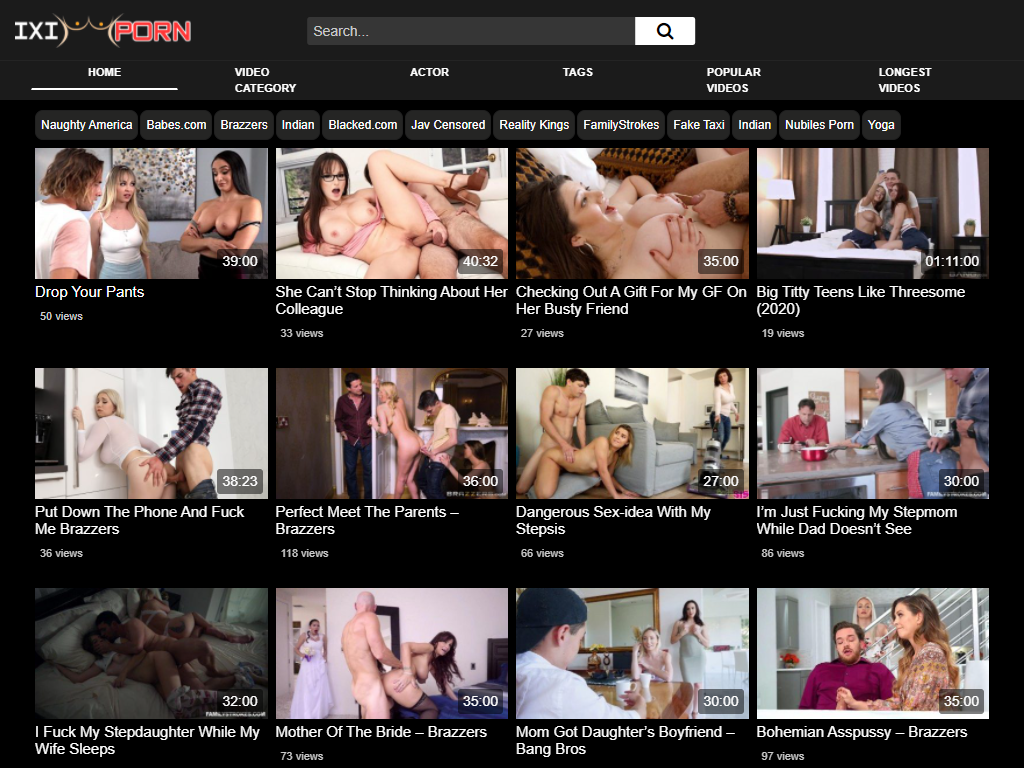 IXI PORN
Search...
HOME
VIDEO CATEGORY
ACTOR
TAGS
POPULAR VIDEOS
LONGEST VIDEOS
Naughty America
Babes.com
Brazzers
Indian
Blacked.com
Jav Censored
Reality Kings
FamilyStrokes
Fake Taxi
Indian
Nubiles Porn
Yoga
39:00
Drop Your Pants
50 views
40:32
She Can’t Stop Thinking About Her
Colleague
33 views
35:00
Checking Out A Gift For My GF On
Her Busty Friend
27 views
01:11:00
Big Titty Teens Like Threesome
(2020)
19 views
38:23
Put Down The Phone And Fuck
Me Brazzers
36 views
36:00
Perfect Meet The Parents –
Brazzers
118 views
27:00
Dangerous Sex-idea With My
Stepsis
66 views
30:00
I’m Just Fucking My Stepmom
While Dad Doesn’t See
86 views
32:00
I Fuck My Stepdaughter While My
Wife Sleeps
35:00
Mother Of The Bride – Brazzers
73 views
30:00
Mom Got Daughter’s Boyfriend –
Bang Bros
35:00
Bohemian Asspussy – Brazzers
97 views